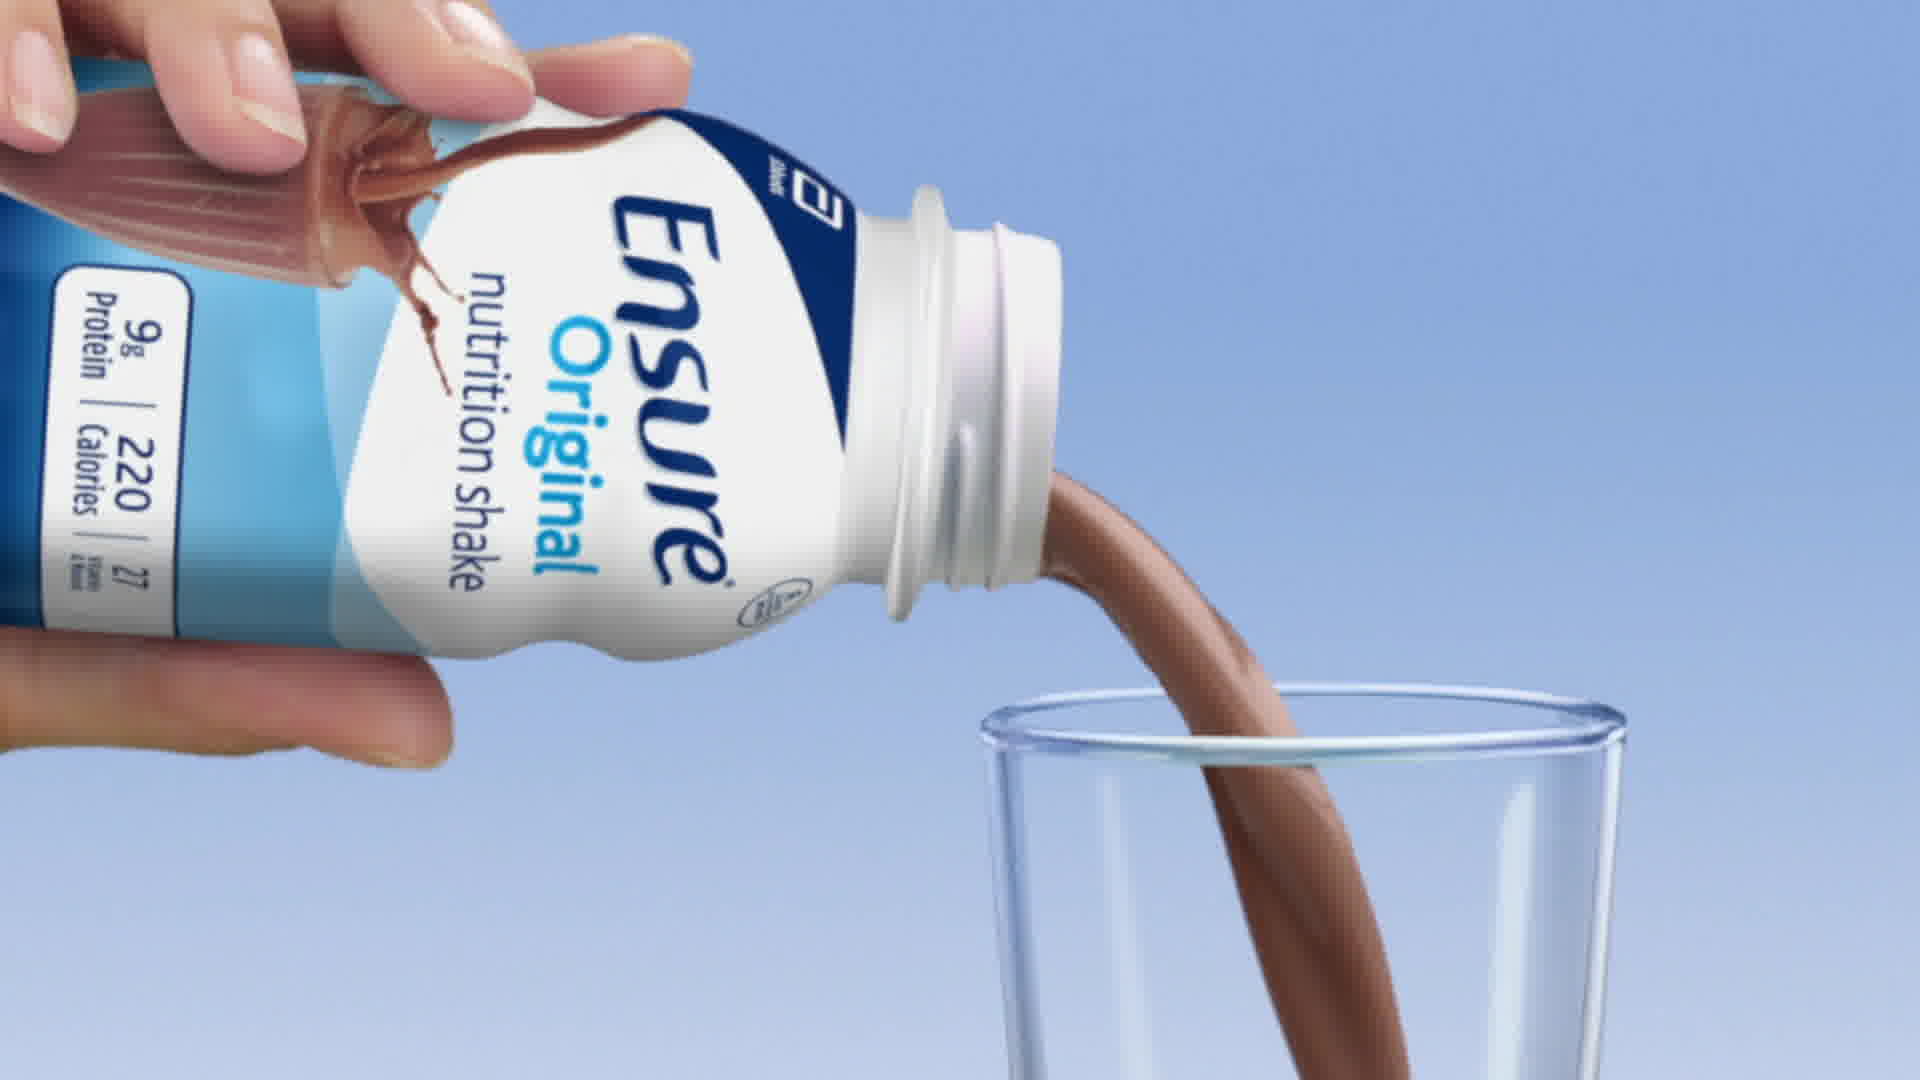 Ensure®
Original
nutrition shake
9g
Protein
220
Calories
27